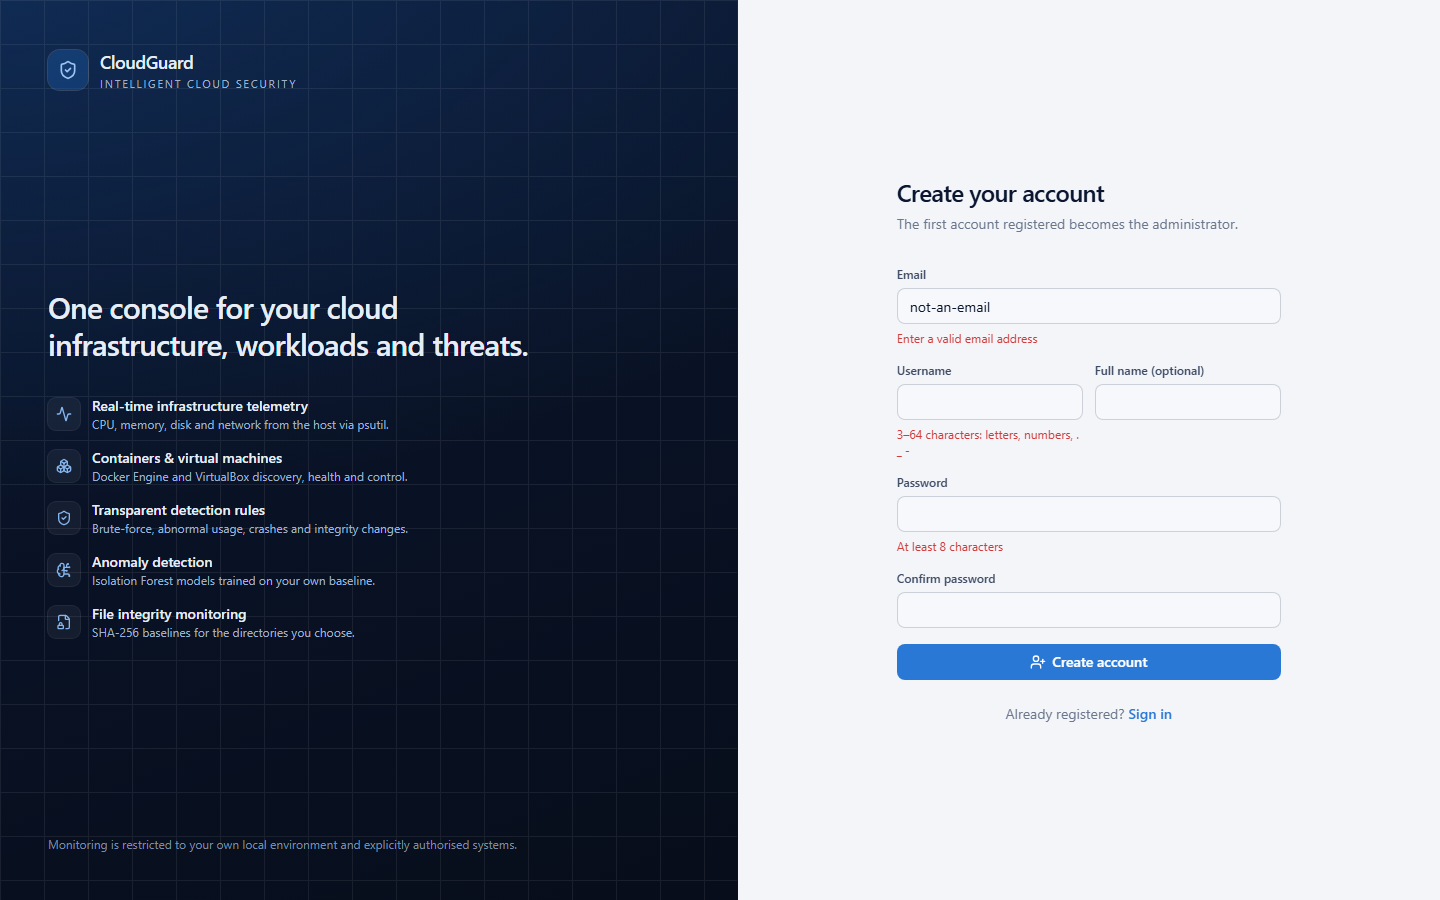 CloudGuard
INTELLIGENT CLOUD SECURITY
One console for your cloud
infrastructure, workloads and threats.
Real-time infrastructure telemetry
CPU, memory, disk and network from the host via psutil.
Containers & virtual machines
Docker Engine and VirtualBox discovery, health and control.
Transparent detection rules
Brute-force, abnormal usage, crashes and integrity changes.
Anomaly detection
Isolation Forest models trained on your own baseline.
File integrity monitoring
SHA-256 baselines for the directories you choose.
Monitoring is restricted to your own local environment and explicitly authorised systems.
Create your account
The first account registered becomes the administrator.
Email
not-an-email
Enter a valid email address
Username
Full name (optional)
3–64 characters: letters, numbers, .
_ -
Password
At least 8 characters
Confirm password
Create account
Already registered? Sign in